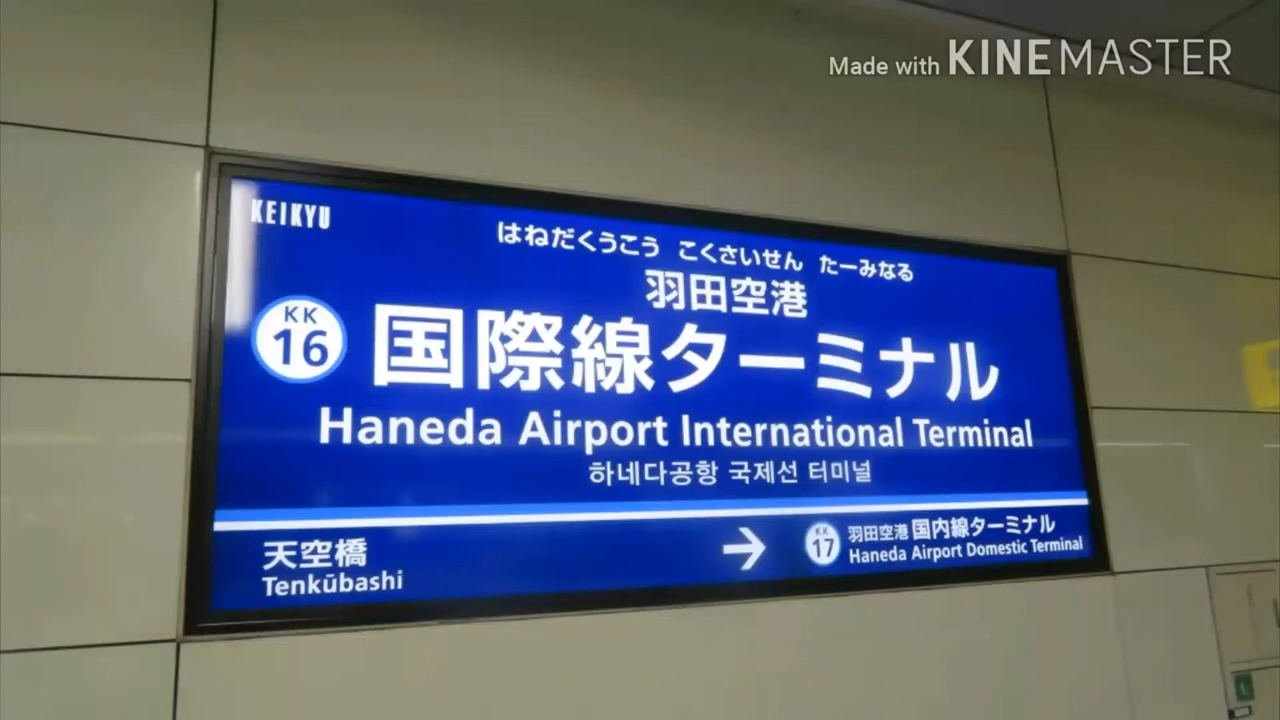 Made with KINEMASTER
KEIKYU
はねだくうこう こくさいせん たーみなる
羽田空港
KK
16
国際線ターミナル
Haneda Airport International Terminal
하네다공항 국제선 터미널
天空橋
Tenkūbashi
→
KK
17
羽田空港 国内線ターミナル
Haneda Airport Domestic Terminal